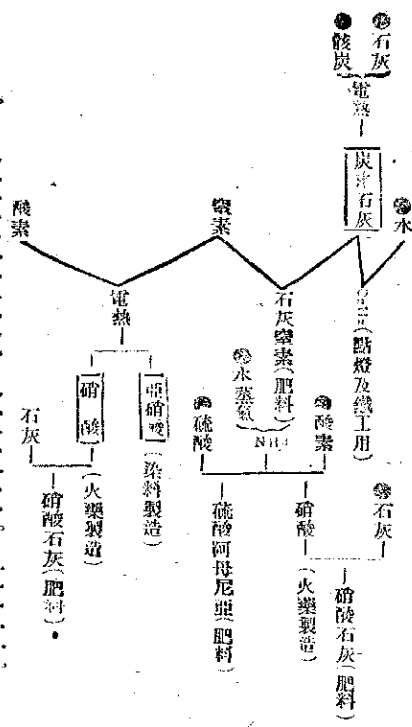 石灰
骸炭
電熱
炭 石灰
水
酸素
窒素
電熱
石灰窒素(肥料)
(點燈及鐵工用)
水蒸氣
酸素
石灰
硝酸
亜硝酸
(染料製造)
硫酸
石灰
(火藥製造)
硝酸石灰(肥料)
硫酸阿母尼亜(肥料)
硝酸
(火藥製造)
硝酸石灰(肥料)